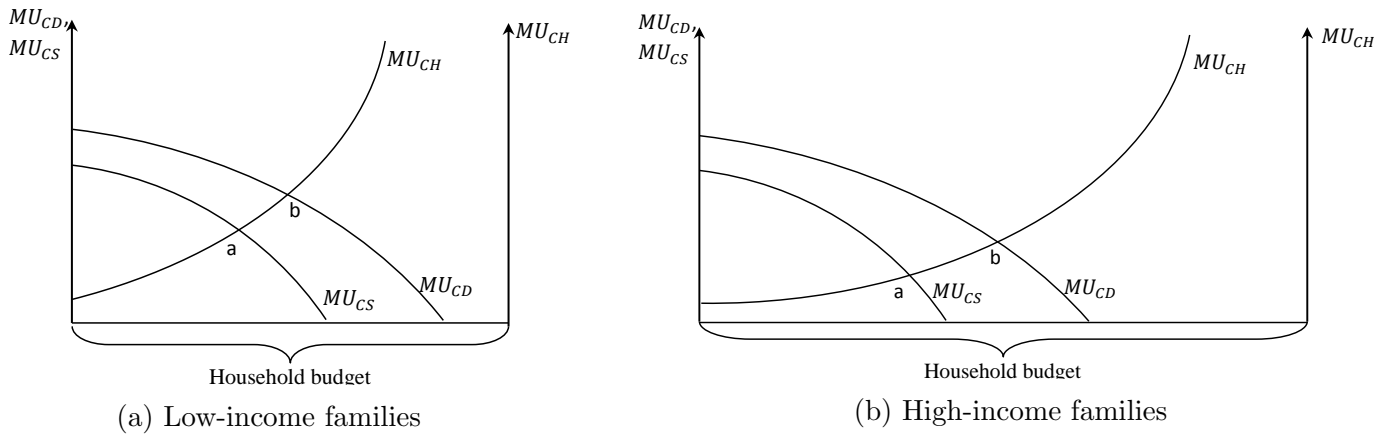 MU_CD,
MU_CS
MU_CH
MU_CH
b
a
MU_CD
MU_CS
Household budget
(a) Low-income families
MU_CD,
MU_CS
MU_CH
MU_CH
b
a
MU_CS
MU_CD
Household budget
(b) High-income families